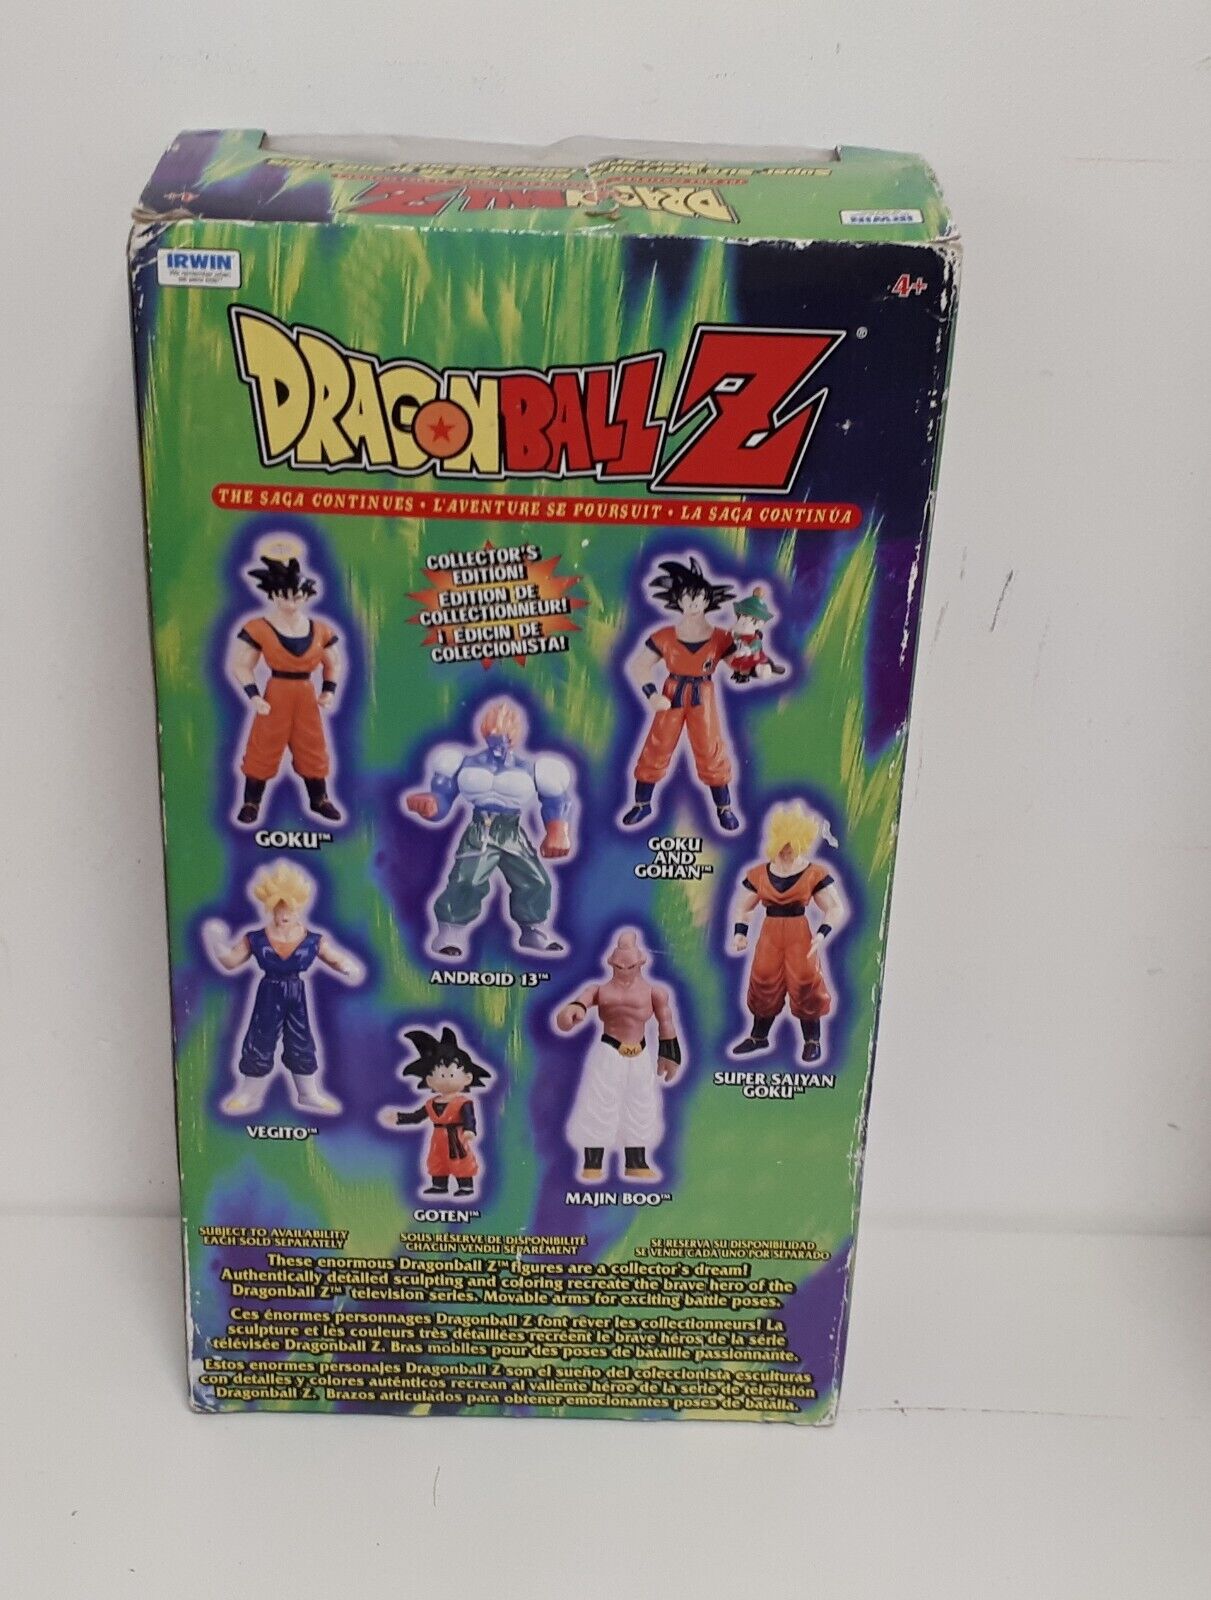 DRAGON BALL Z
IRWIN
IRWIN
4+
DRAGON BALL Z®
THE SAGA CONTINUES • L'AVENTURE SE POURSUIT • LA SAGA CONTINÚA
COLLECTOR'S
EDITION!
ÉDITION DE
COLLECTIONNEUR!
¡ EDICIN DE
COLECCIONISTA!
GOKU™
GOKU
AND
GOHAN™
ANDROID 13™
SUPER SAIYAN
GOKU™
VEGITO™
MAJIN BOO™
GOTEN™
SUBJECT TO AVAILABILITY
EACH SOLD SEPARATELY
SOUS RÉSERVE DE DISPONIBILITÉ
CHACUN VENDU SÉPARÉMENT
SE RESERVA SU DISPONIBILIDAD
SE VENDE CADA UNO POR SEPARADO
These enormous Dragonball Z™ figures are a collector's dream!
Authentically detailed sculpting and coloring recreate the brave hero of the
Dragonball Z™ television series. Movable arms for exciting battle poses.
Ces énormes personnages Dragonball Z font rêver les collectionneurs! La
sculpture et les couleurs très détaillées recréent le brave héros de la série
télévisée Dragonball Z. Bras mobiles pour des poses de bataille passionnante.
Estos enormes personajes Dragonball Z son el sueño del coleccionista esculturas
con detalles y colores auténticos recrean al valiente héroe de la serie de televisión
Dragonball Z. Brazos articulados para obtener emocionantes poses de batalla.